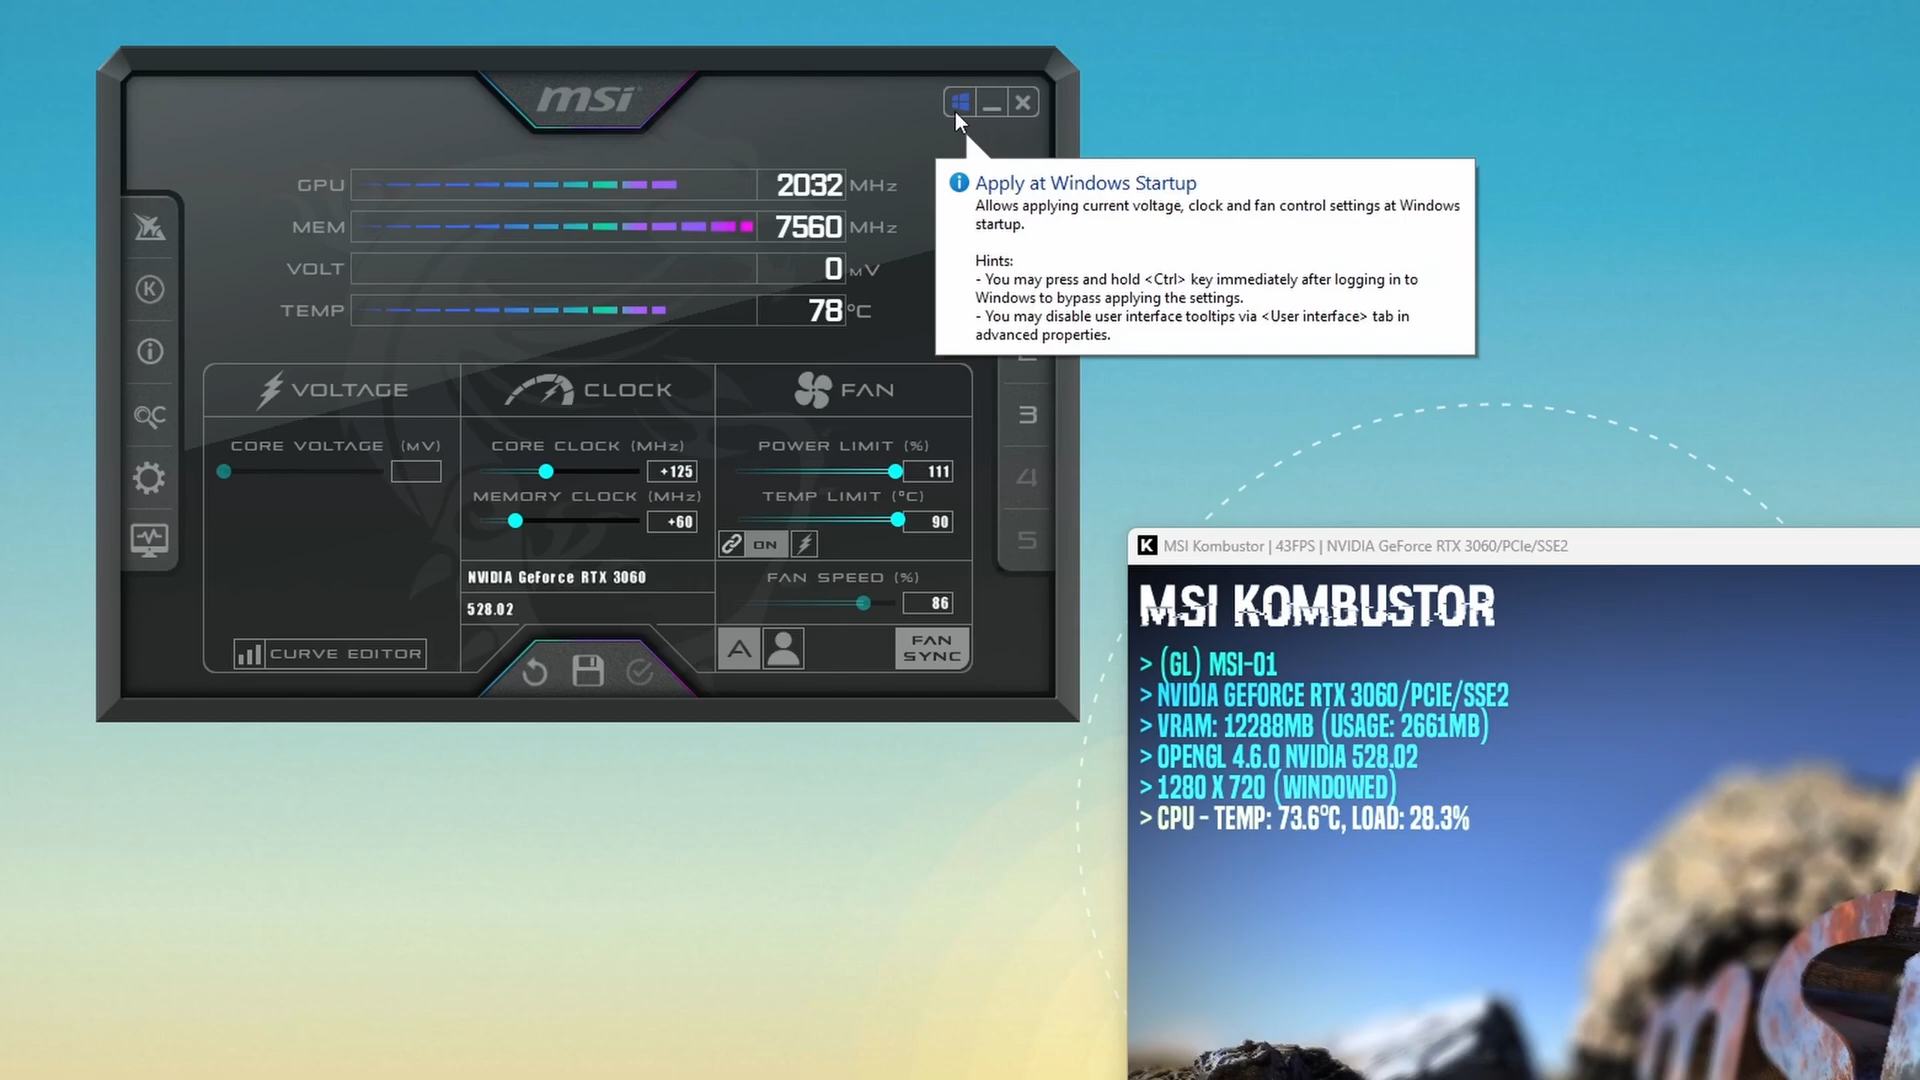 msi
GPU 2032 MHz
MEM 7560 MHz
VOLT 0 mV
TEMP 78 °C
Apply at Windows Startup
Allows applying current voltage, clock and fan control settings at Windows
startup.
Hints:
- You may press and hold <Ctrl> key immediately after logging in to
Windows to bypass applying the settings.
- You may disable user interface tooltips via <User interface> tab in
advanced properties.
K
3
4
5
VOLTAGE
CORE VOLTAGE (MV)
CURVE EDITOR
CLOCK
CORE CLOCK (MHz)
+125
MEMORY CLOCK (MHz)
+60
NVIDIA GeForce RTX 3060
528.02
FAN
POWER LIMIT (%)
111
TEMP LIMIT (°C)
90
ON
FAN SPEED (%)
86
A
FAN
SYNC
K MSI Kombustor | 43FPS | NVIDIA GeForce RTX 3060/PCIe/SSE2
MSI KOMBUSTOR
> (GL) MSI-01
> NVIDIA GEFORCE RTX 3060/PCIE/SSE2
> VRAM: 12288MB (USAGE: 2661MB)
> OPENGL 4.6.0 NVIDIA 528.02
> 1280 X 720 (WINDOWED)
> CPU - TEMP: 73.6°C, LOAD: 28.3%